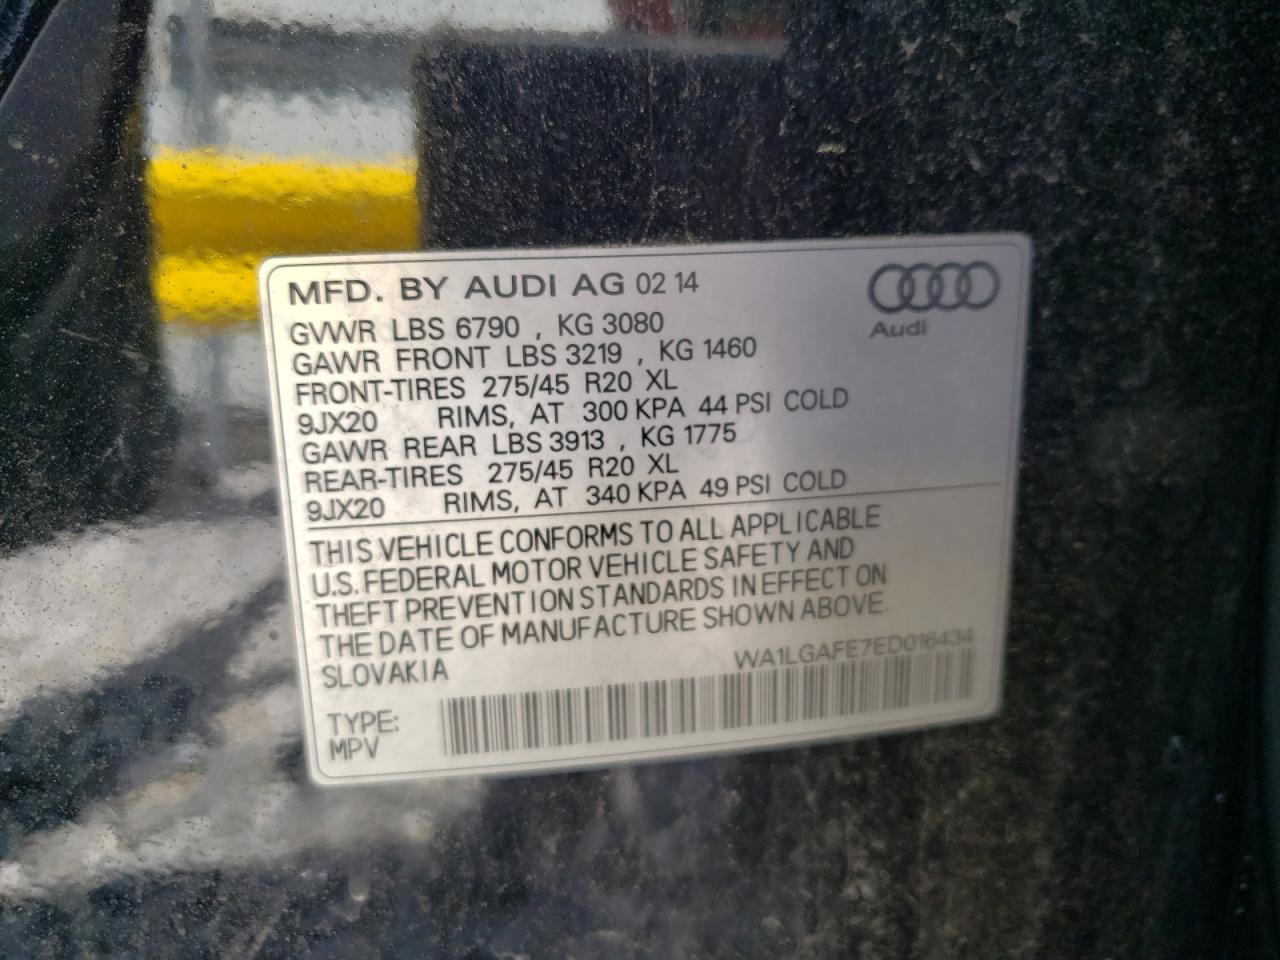 MFD. BY AUDI AG 02 14
Audi
GVWR LBS 6790 , KG 3080
GAWR FRONT LBS 3219 , KG 1460
FRONT-TIRES 275/45 R20 XL
9JX20 RIMS, AT 300 KPA 44 PSI COLD
GAWR REAR LBS 3913 , KG 1775
REAR-TIRES 275/45 R20 XL
9JX20 RIMS, AT 340 KPA 49 PSI COLD
THIS VEHICLE CONFORMS TO ALL APPLICABLE
U.S. FEDERAL MOTOR VEHICLE SAFETY AND
THEFT PREVENTION STANDARDS IN EFFECT ON
THE DATE OF MANUFACTURE SHOWN ABOVE.
SLOVAKIA WA1LGAFE7ED016434
TYPE:
MPV